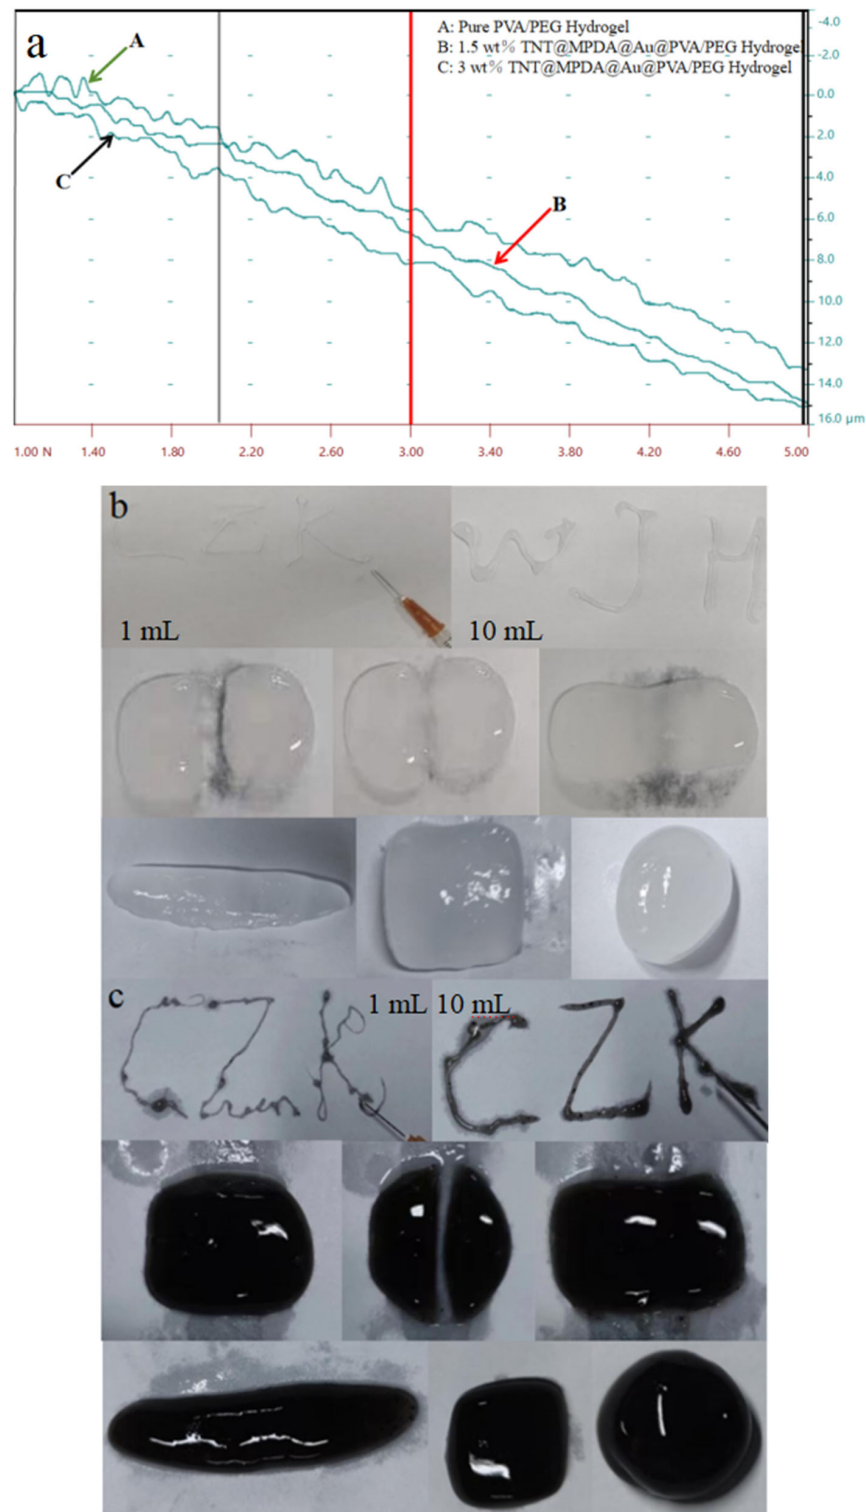 a
A
C
B
A: Pure PVA/PEG Hydrogel
B: 1.5 wt% TNT@MPDA@Au@PVA/PEG Hydrogel
C: 3 wt% TNT@MPDA@Au@PVA/PEG Hydrogel
-4.0
-2.0
0.0
2.0
4.0
6.0
8.0
10.0
12.0
14.0
16.0 μm
1.00 N 1.40 1.80 2.20 2.60 3.00 3.40 3.80 4.20 4.60 5.00
b
LZK
WJH
1 mL
10 mL
c
1 mL 10 mL
CZK
CZK